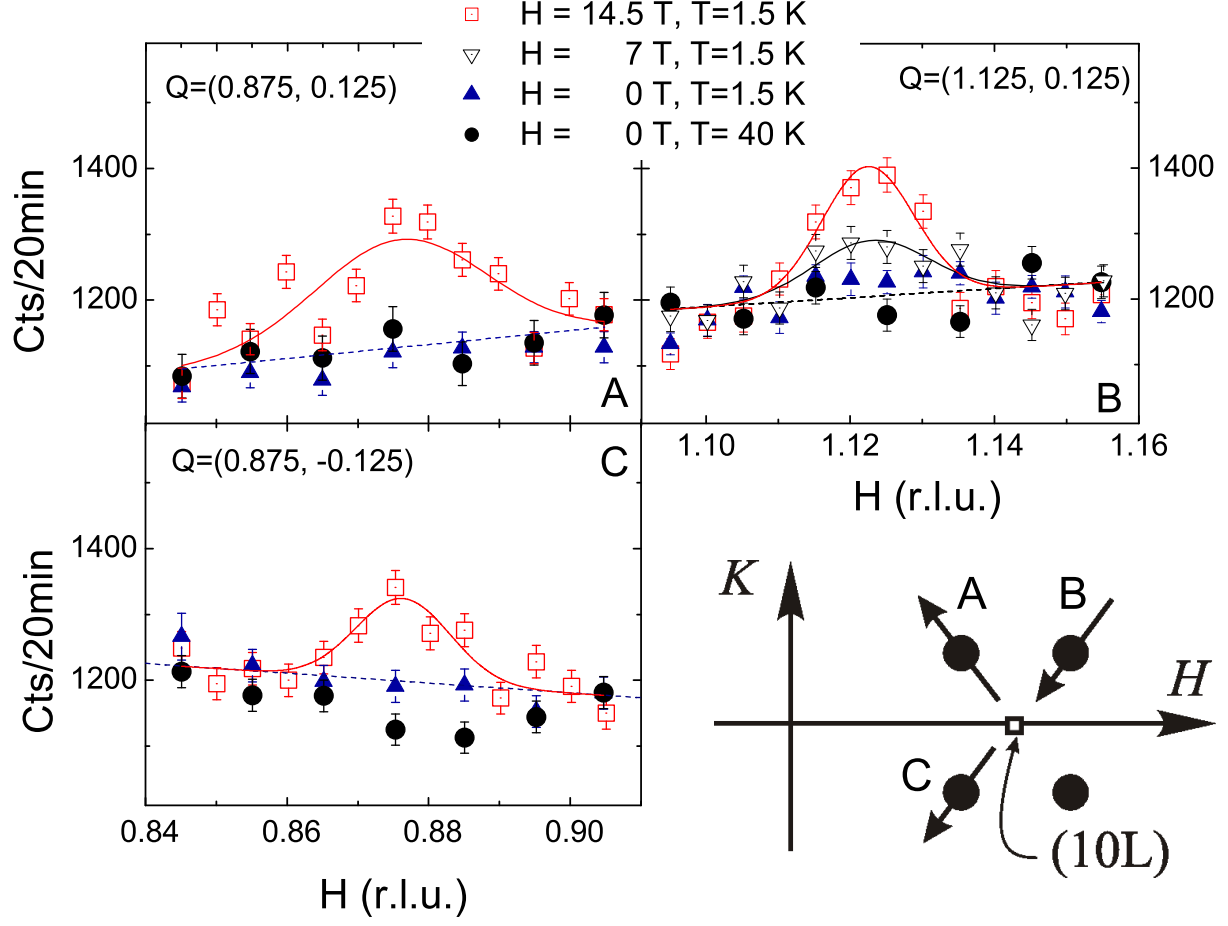 H = 14.5 T, T=1.5 K
H = 7 T, T=1.5 K
H = 0 T, T=1.5 K
H = 0 T, T= 40 K
Q=(0.875, 0.125)
Q=(1.125, 0.125)
1400
1200
Cts/20min
A
B
1400
1200
1.10
1.12
1.14
1.16
H (r.l.u.)
Q=(0.875, -0.125)
C
1400
1200
Cts/20min
0.84
0.86
0.88
0.90
H (r.l.u.)
K
A
B
H
C
(10L)